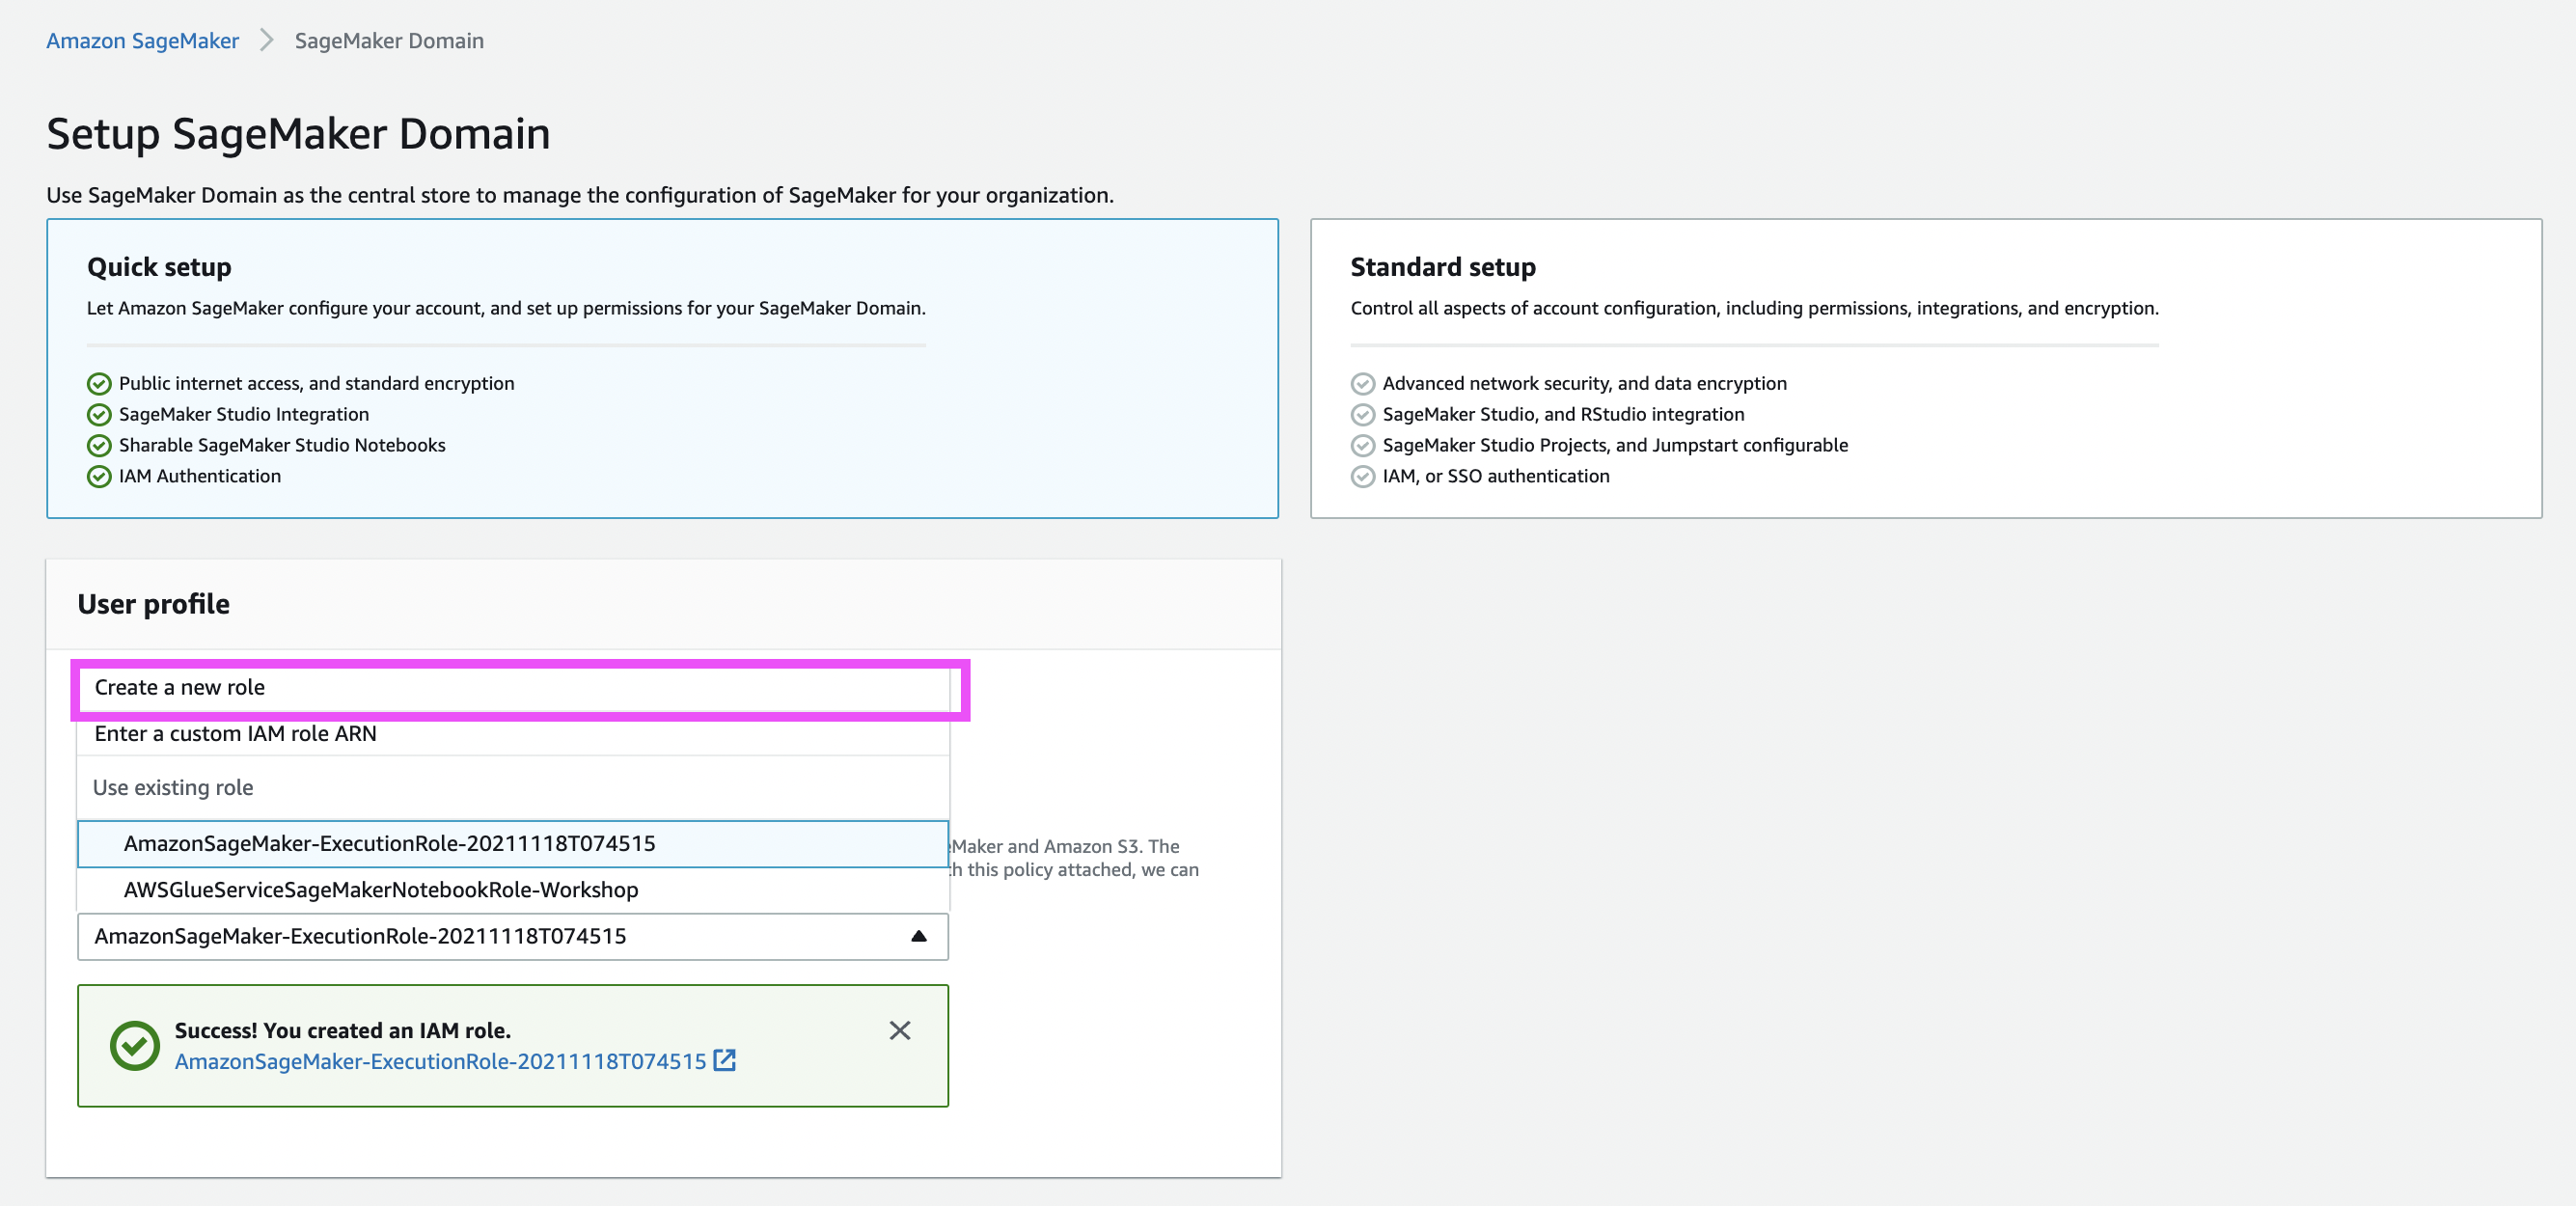 Amazon SageMaker
SageMaker Domain
Setup SageMaker Domain
Use SageMaker Domain as the central store to manage the configuration of SageMaker for your organization.
Quick setup
Let Amazon SageMaker configure your account, and set up permissions for your SageMaker Domain.
Public internet access, and standard encryption
SageMaker Studio Integration
Sharable SageMaker Studio Notebooks
IAM Authentication
Standard setup
Control all aspects of account configuration, including permissions, integrations, and encryption.
Advanced network security, and data encryption
SageMaker Studio, and RStudio integration
SageMaker Studio Projects, and Jumpstart configurable
IAM, or SSO authentication
User profile
Create a new role
Enter a custom IAM role ARN
Use existing role
AmazonSageMaker-ExecutionRole-20211118T074515
AWSGlueServiceSageMakerNotebookRole-Workshop
eMaker and Amazon S3. The
this policy attached, we can
AmazonSageMaker-ExecutionRole-20211118T074515
Success! You created an IAM role.
AmazonSageMaker-ExecutionRole-20211118T074515